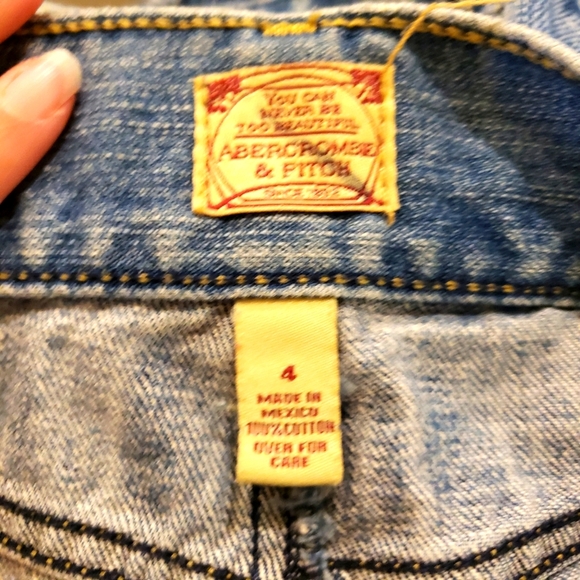 YOU CAN
NEVER BE
TOO BEAUTIFUL
ABERCROMBIE
& FITCH
SINCE 1892
4
MADE IN
MEXICO
100% COTTON
OVER FOR
CARE